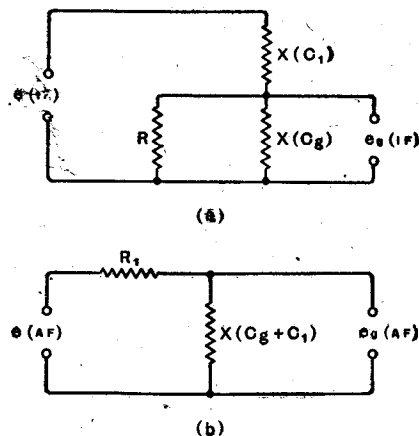 X(C₁)
e(IF)
R
X(Cg)
eg(IF)
(a)
R₁
e(AF)
X(Cg+C₁)
eg(AF)
(b)